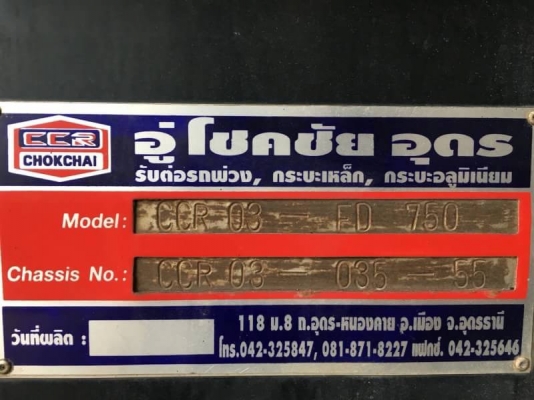 CCR
CHOKCHAI
อู่ โชคชัย อุดร
รับต่อรถพ่วง, กระบะเหล็ก, กระบะอลูมิเนียม
Model: CCR 03 - FD 750
Chassis No.: CCR 03 - 035 - 55
วันที่ผลิต :
118 ม.8 ถ.อุดร-หนองคาย อ.เมือง จ.อุดรธานี
โทร.042-325847, 081-871-8227 แฟกซ์. 042-325646